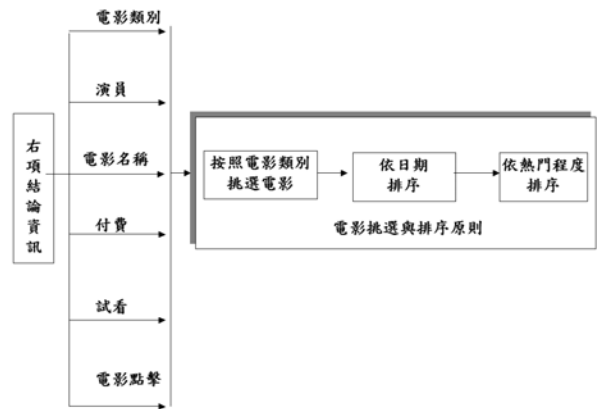 電影類別
演員
電影名稱
付費
試看
電影點擊
右
項
結
論
資
訊
按照電影類別
挑選電影
依日期
排序
依熱門程度
排序
電影挑選與排序原則